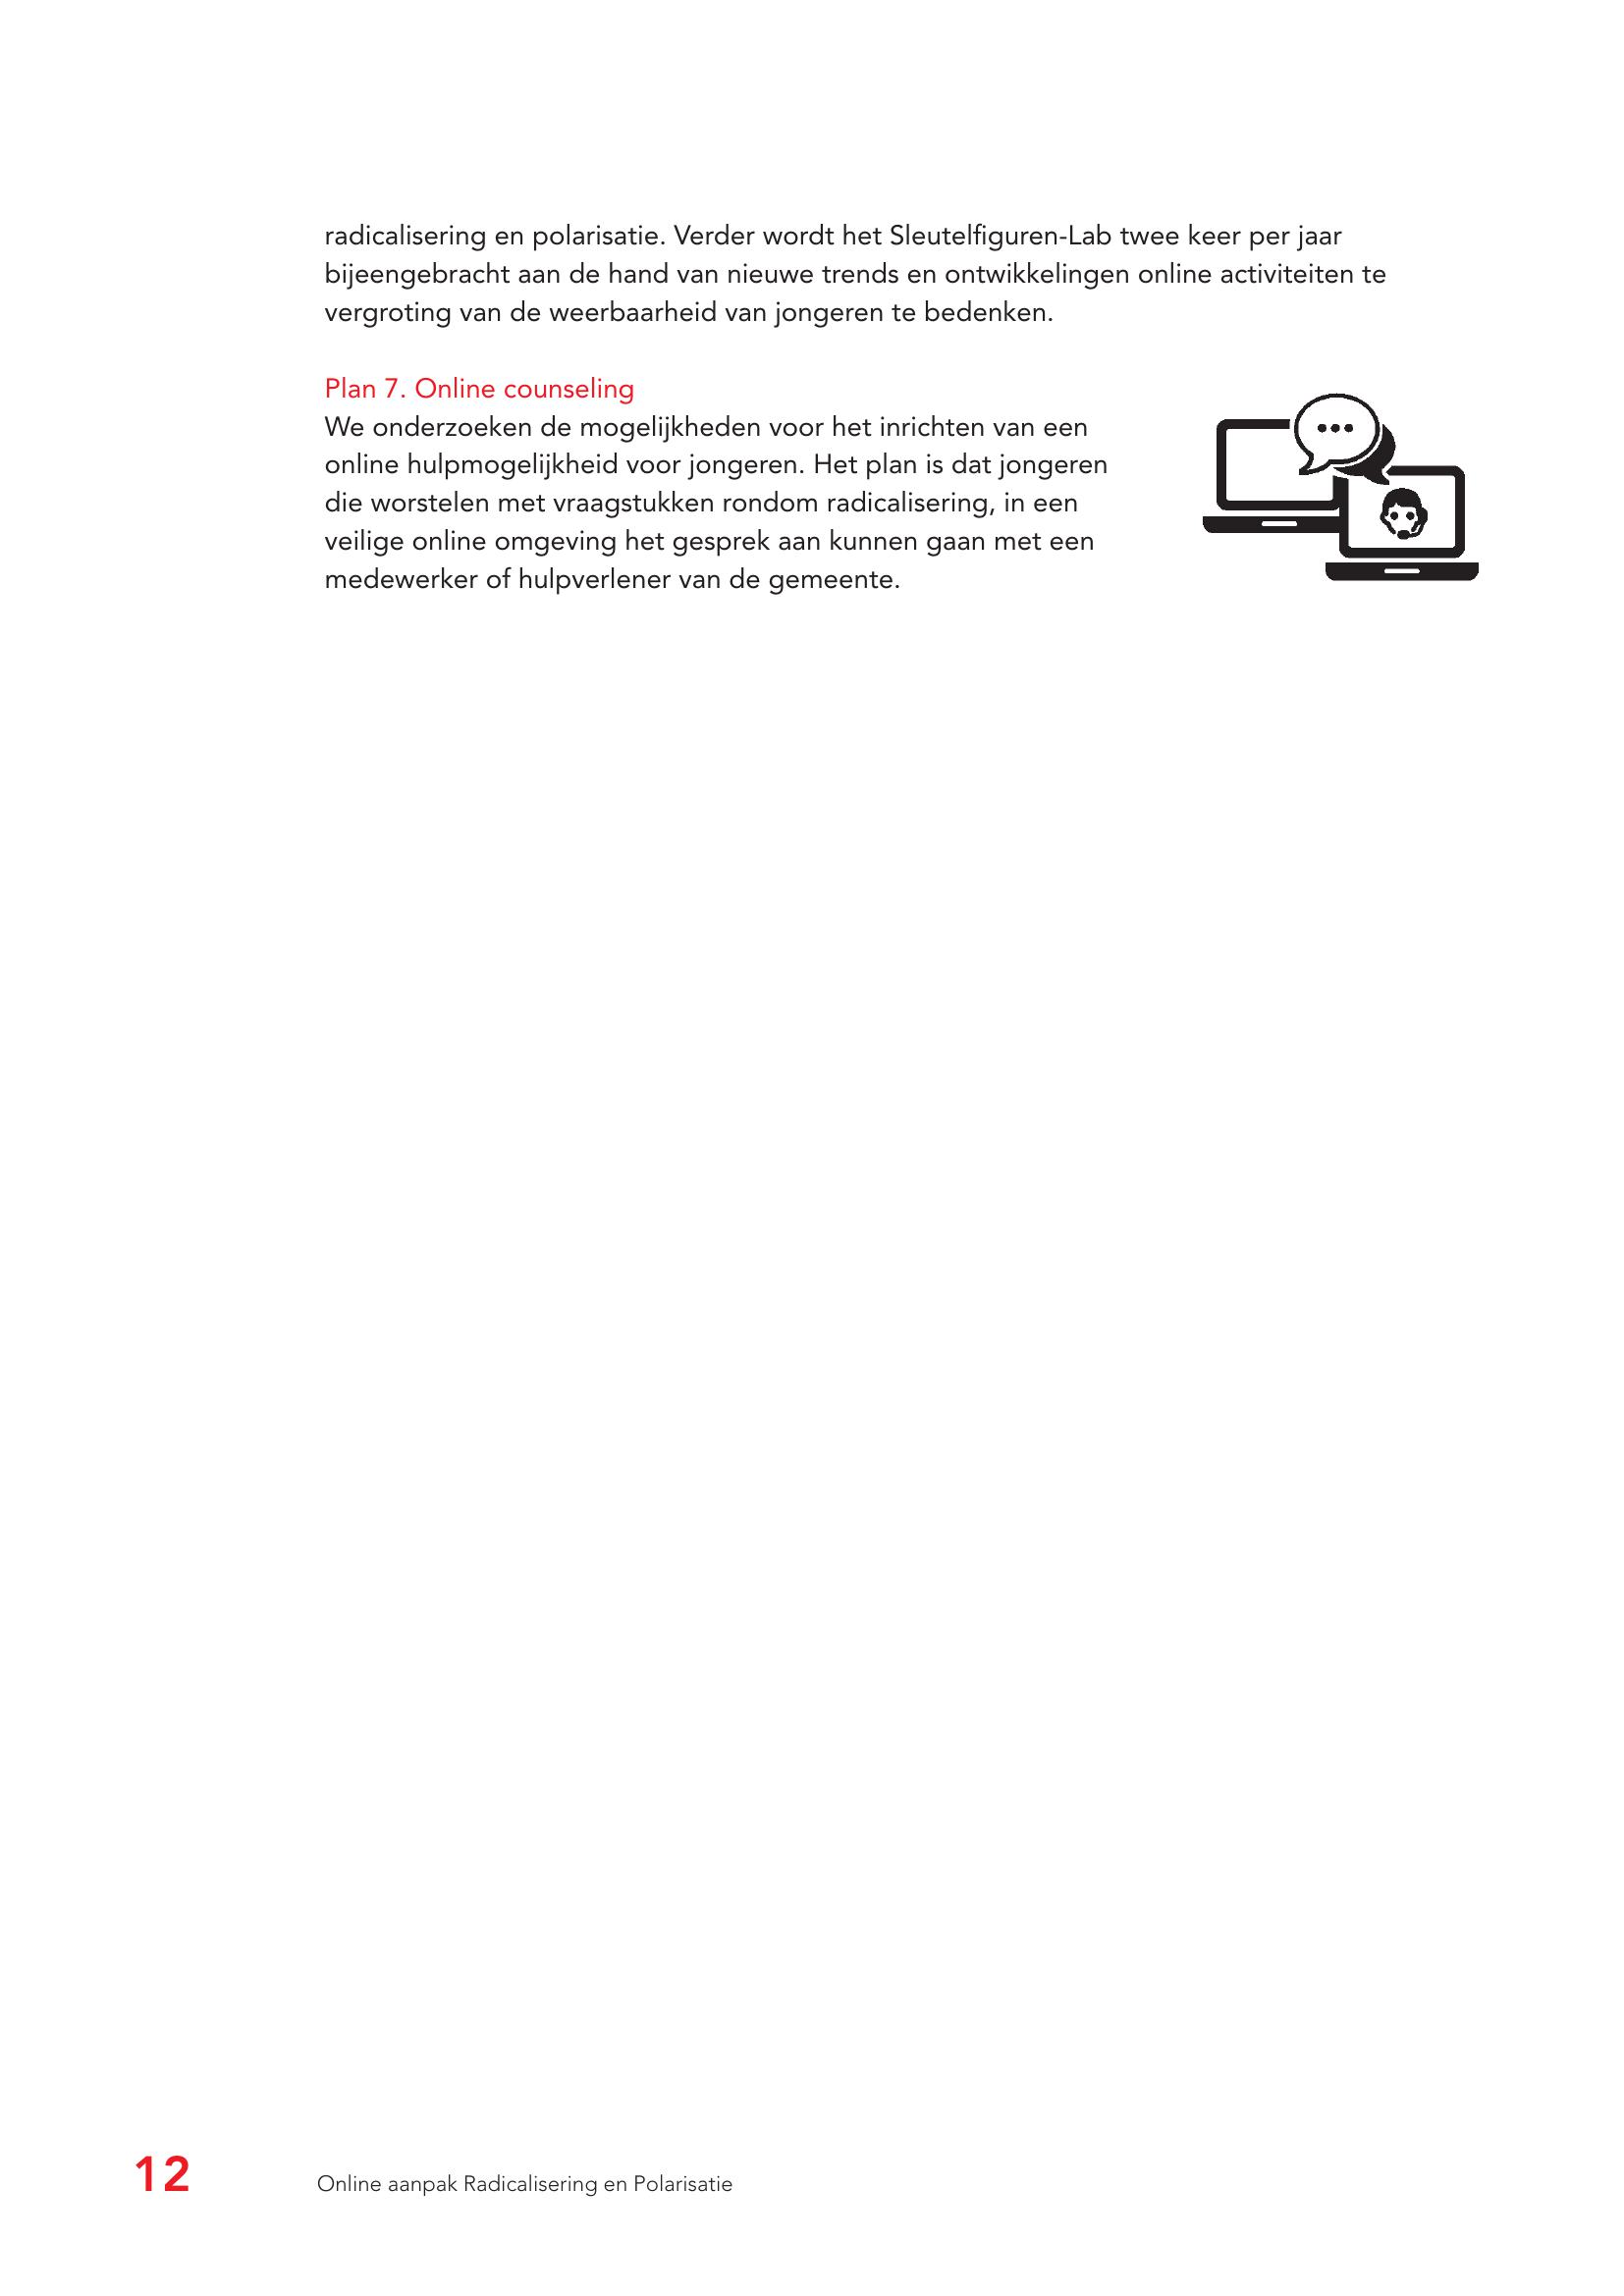 radicalisering en polarisatie. Verder wordt het Sleutelfiguren-Lab twee keer per jaar
bijeengebracht aan de hand van nieuwe trends en ontwikkelingen online activiteiten te
vergroting van de weerbaarheid van jongeren te bedenken.
Plan 7. Online counseling
We onderzoeken de mogelijkheden voor het inrichten van een
online hulpmogelijkheid voor jongeren. Het plan is dat jongeren
die worstelen met vraagstukken rondom radicalisering, in een
veilige online omgeving het gesprek aan kunnen gaan met een
medewerker of hulpverlener van de gemeente.
12
Online aanpak Radicalisering en Polarisatie